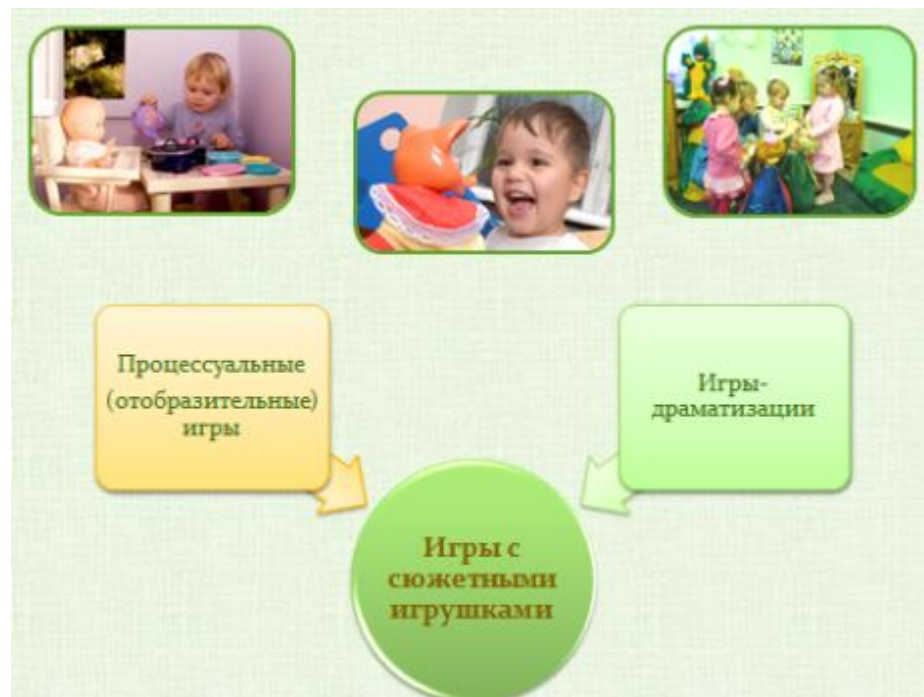 Процессуальные
(отобразительные)
игры
Игры-
драматизации
Игры с
сюжетными
игрушками